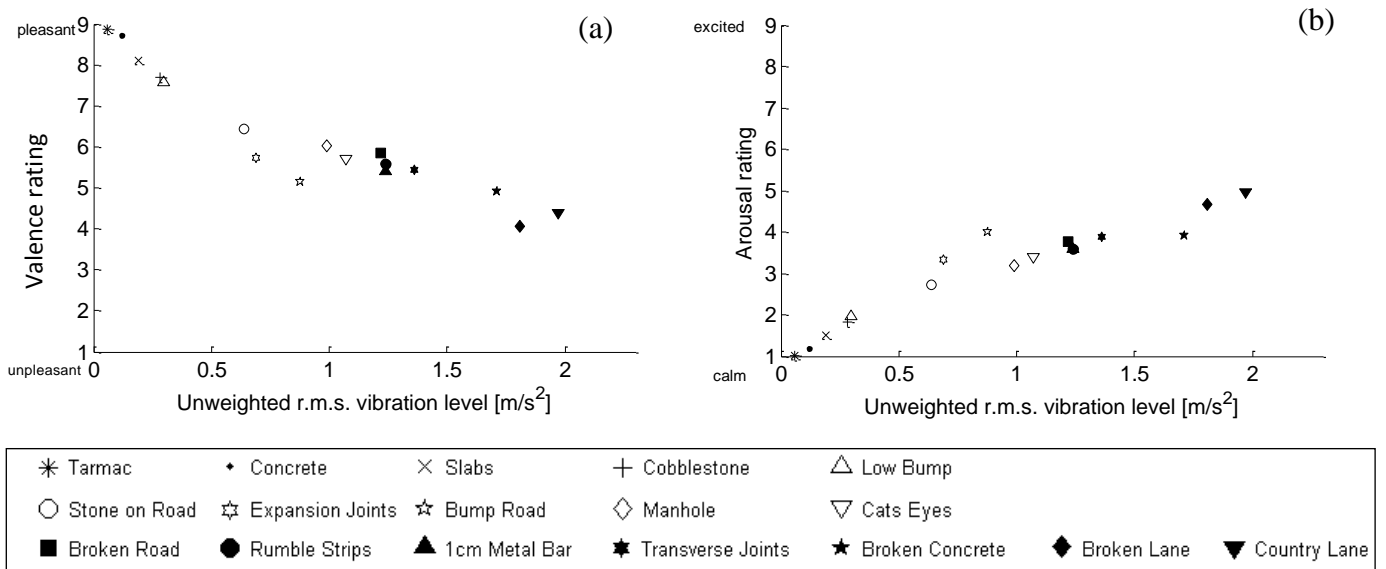 (a)
pleasant
9
8
7
6
5
4
3
2
1
unpleasant
Valence rating
0 0.5 1 1.5 2
Unweighted r.m.s. vibration level [m/s²]
(b)
excited
9
8
7
6
5
4
3
2
1
calm
Arousal rating
0 0.5 1 1.5 2
Unweighted r.m.s. vibration level [m/s²]
Tarmac Concrete Slabs Cobblestone Low Bump
Stone on Road Expansion Joints Bump Road Manhole Cats Eyes
Broken Road Rumble Strips 1cm Metal Bar Transverse Joints Broken Concrete Broken Lane Country Lane